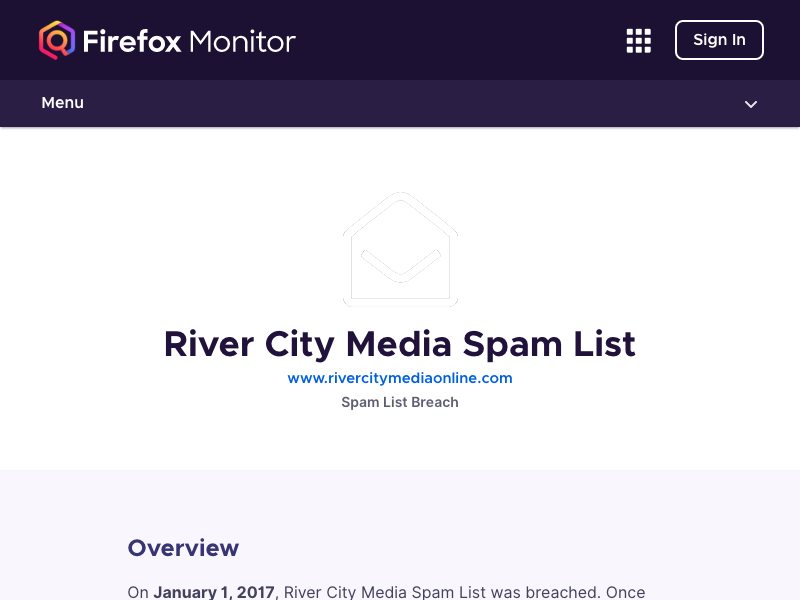 Firefox Monitor
Sign In
Menu
River City Media Spam List
www.rivercitymediaonline.com
Spam List Breach
Overview
On January 1, 2017, River City Media Spam List was breached. Once